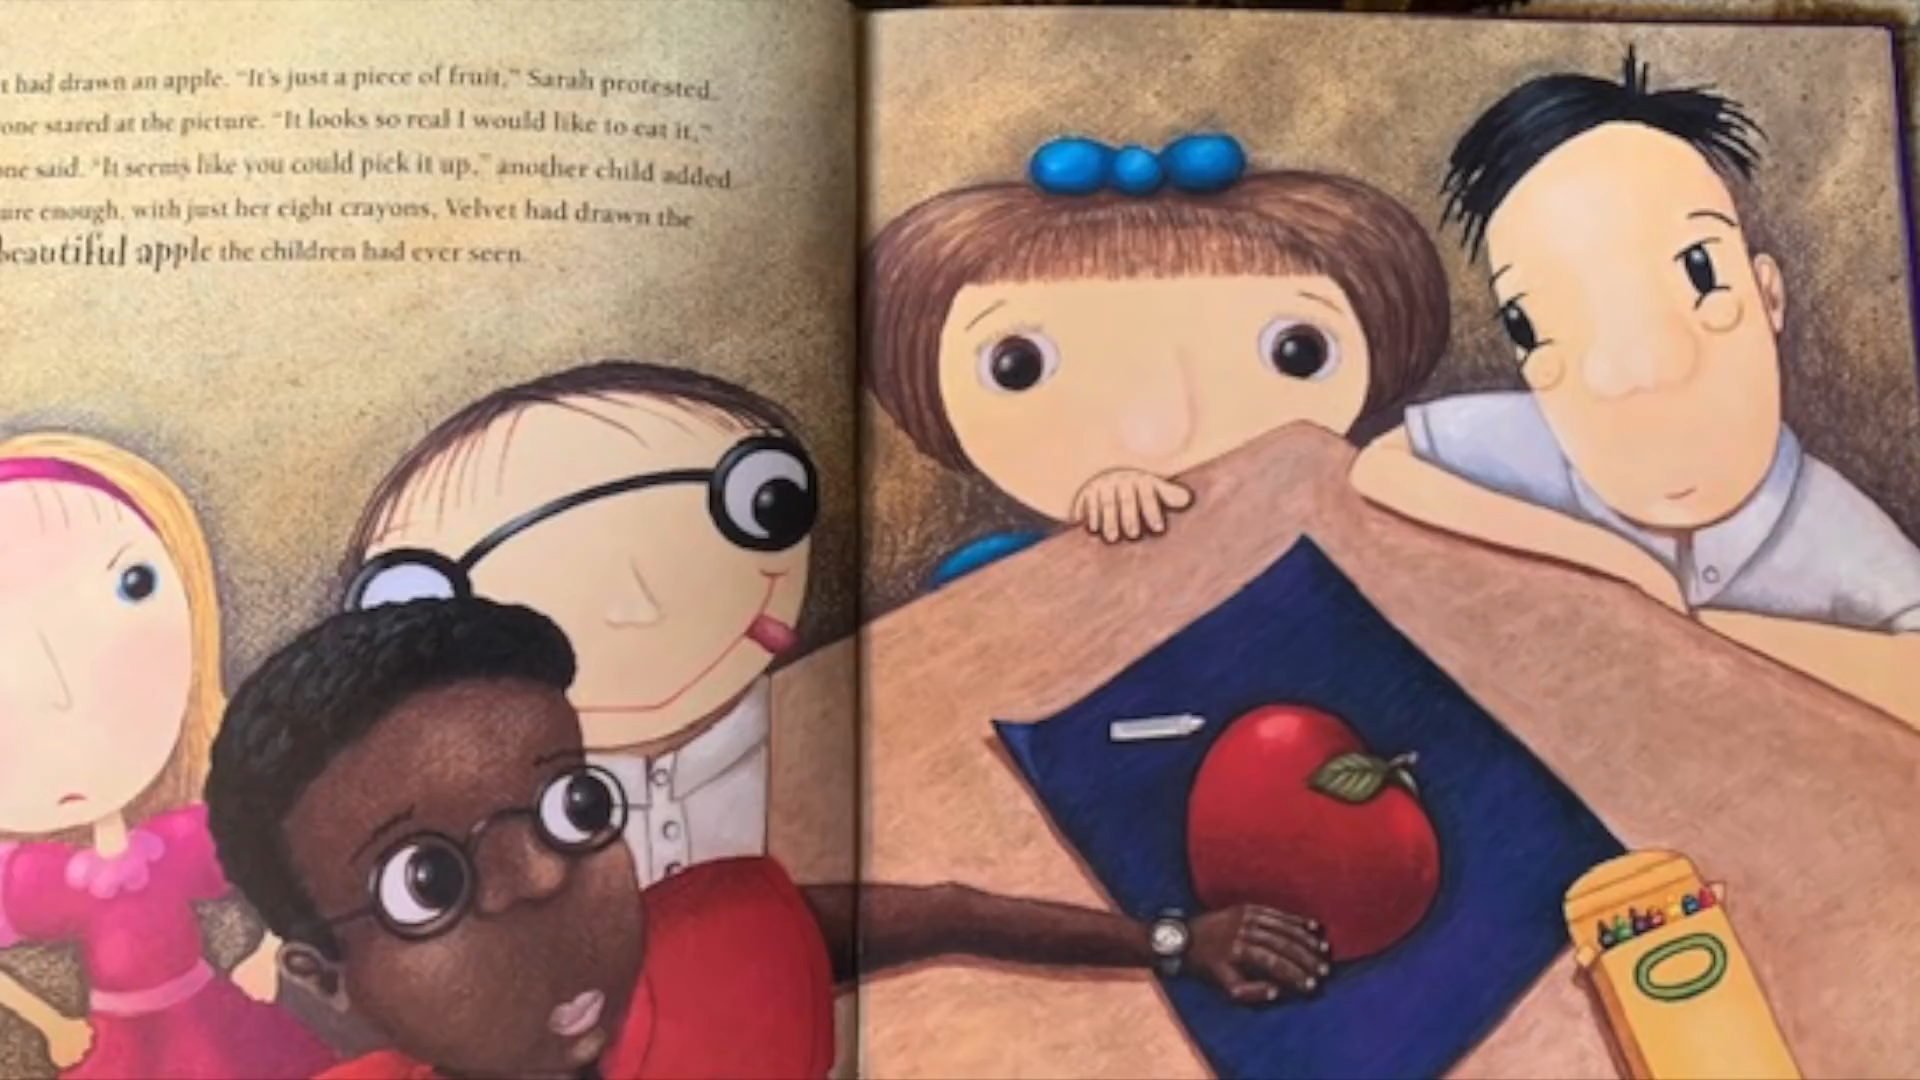 t had drawn an apple. "It's just a piece of fruit," Sarah protested.
one stared at the picture. "It looks so real I would like to eat it,"
one said. "It seems like you could pick it up," another child added
ure enough, with just her eight crayons, Velvet had drawn the
beautiful apple the children had ever seen.